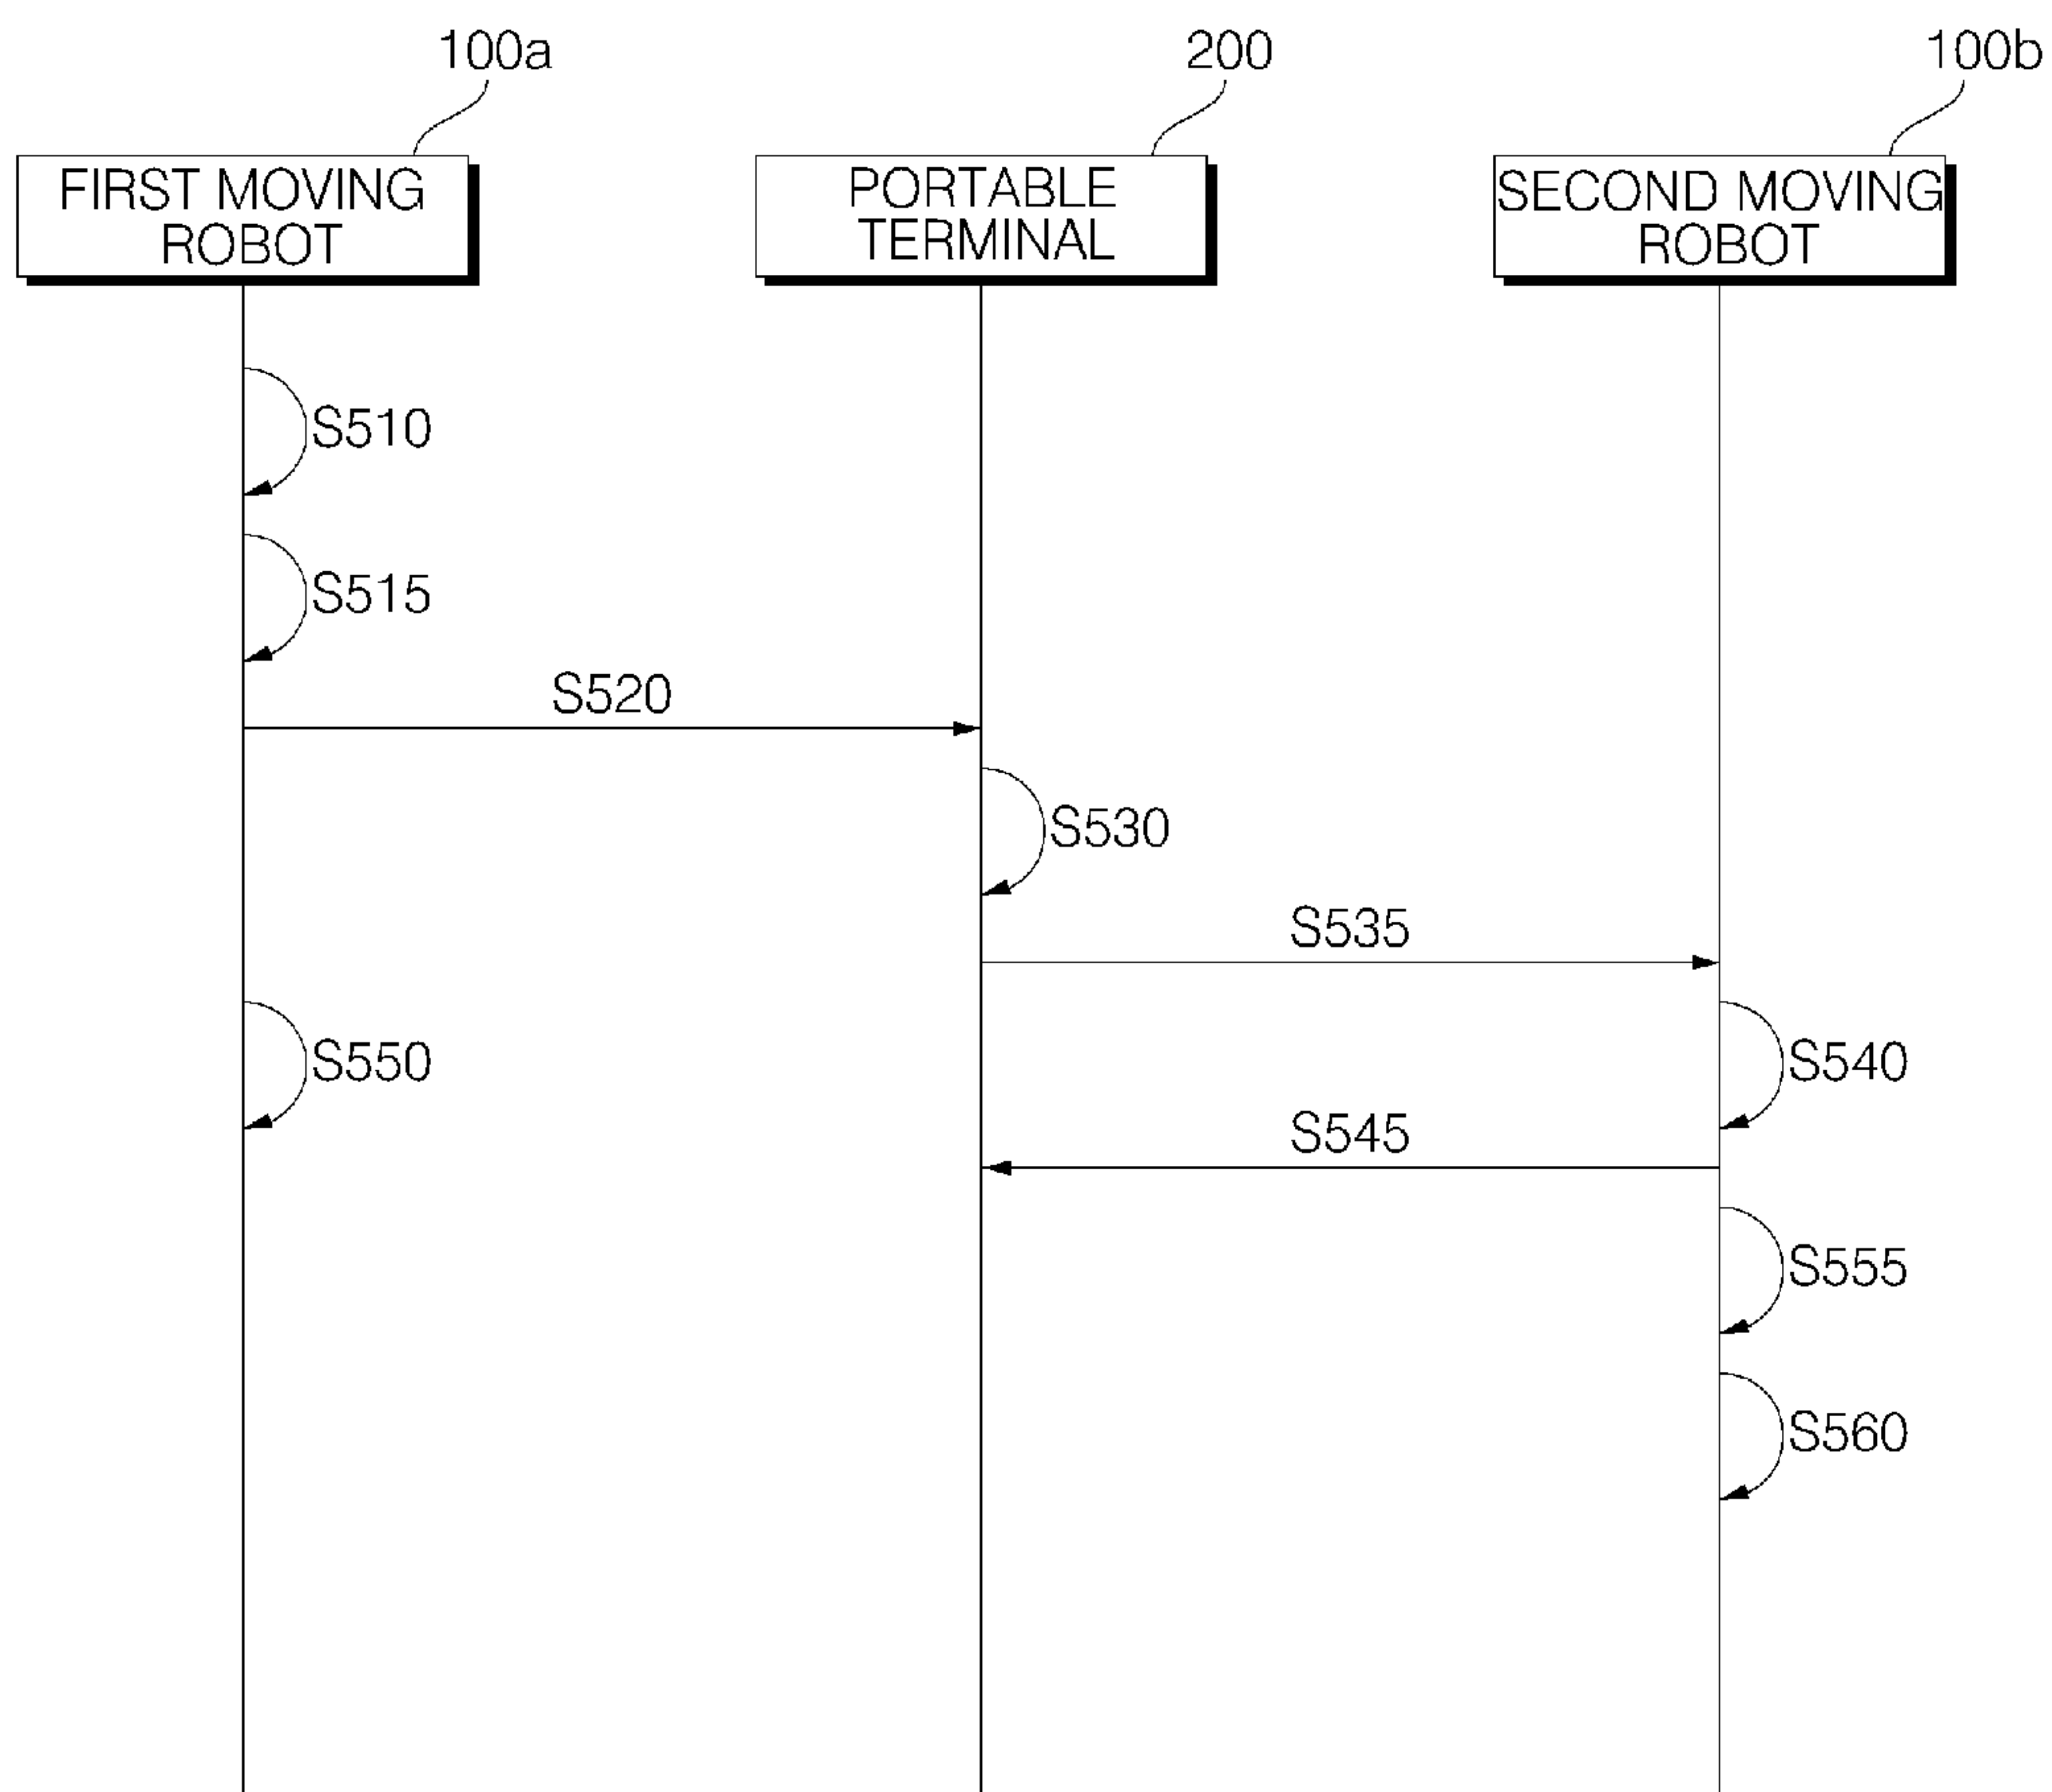 100a
200
100b
FIRST MOVING
ROBOT
PORTABLE
TERMINAL
SECOND MOVING
ROBOT
S510
S515
S520
S530
S535
S550
S540
S545
S555
S560